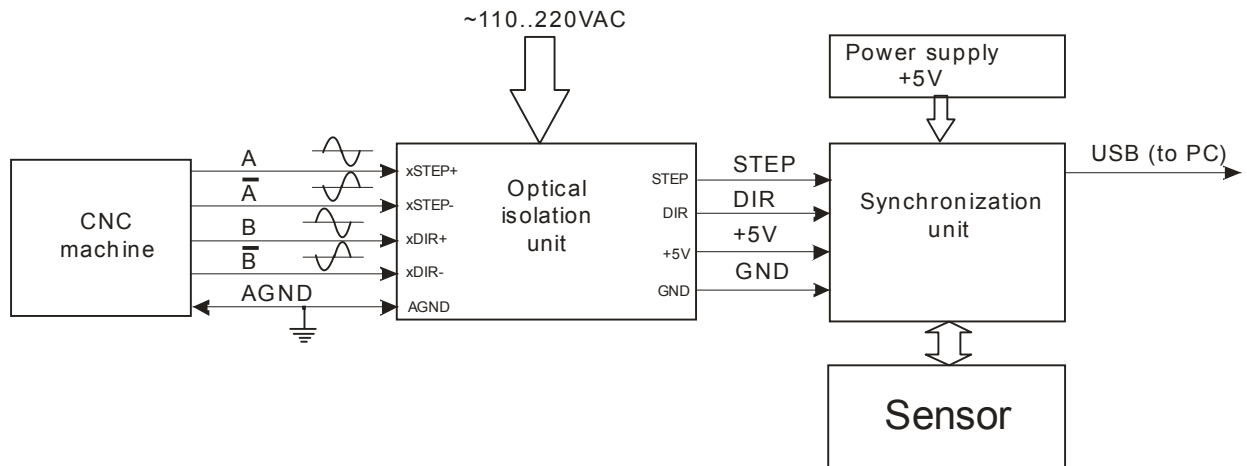 ~110..220VAC
Power supply
+5V
USB (to PC)
CNC
machine
A
A̅
B
B̅
AGND
xSTEP+
xSTEP-
xDIR+
xDIR-
AGND
Optical
isolation
unit
STEP
DIR
+5V
GND
STEP
DIR
+5V
GND
Synchronization
unit
Sensor